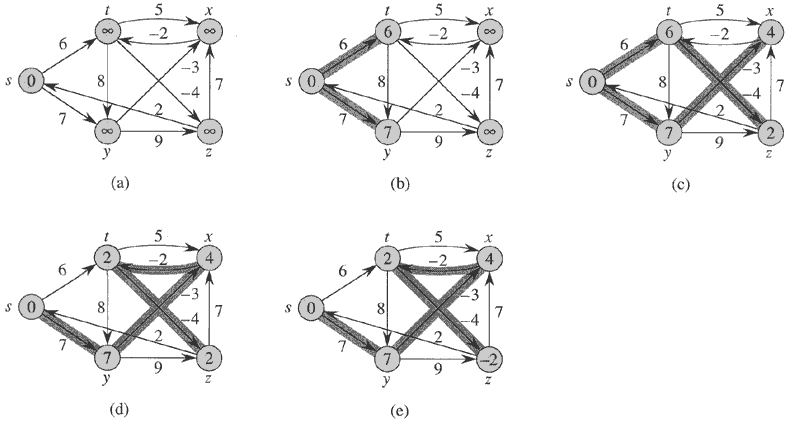 t 5 x
∞ −2 ∞
6
−3
s 0 8 7
−4
2
7
∞ 9 ∞
y z
(a)
t 5 x
6 −2 ∞
6
−3
s 0 8 7
−4
2
7
7 9 ∞
y z
(b)
t 5 x
6 −2 4
6
−3
s 0 8 7
−4
2
7
7 9 2
y z
(c)
t 5 x
2 −2 4
6
−3
s 0 8 7
−4
2
7
7 9 2
y z
(d)
t 5 x
2 −2 4
6
−3
s 0 8 7
−4
2
7
7 9 −2
y z
(e)